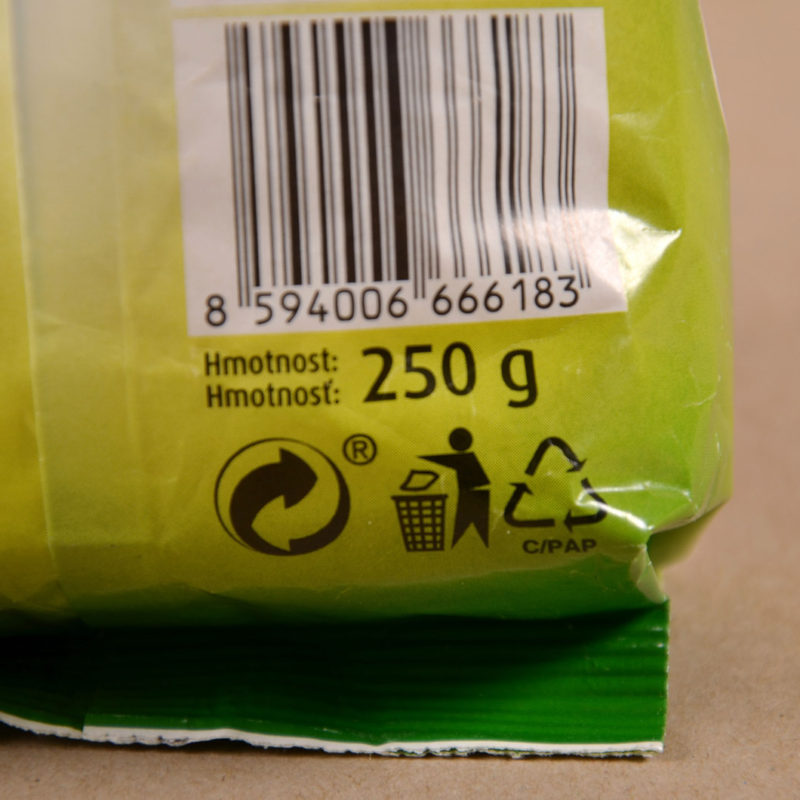 8 594006 666183
Hmotnost: 250 g
Hmotnosť:
®
C/PAP